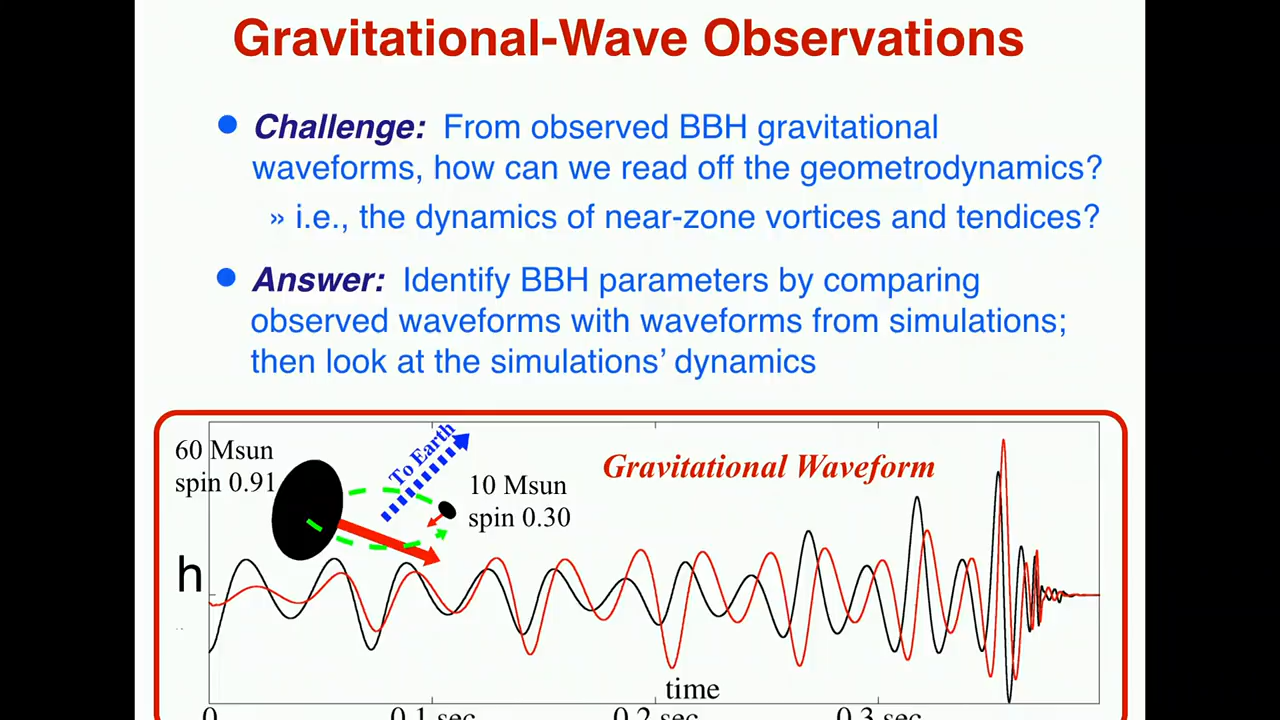 Gravitational-Wave Observations
• Challenge: From observed BBH gravitational
waveforms, how can we read off the geometrodynamics?
» i.e., the dynamics of near-zone vortices and tendices?
• Answer: Identify BBH parameters by comparing
observed waveforms with waveforms from simulations;
then look at the simulations' dynamics
60 Msun
spin 0.91
To Earth
10 Msun
spin 0.30
Gravitational Waveform
h
time
0 0.1 sec 0.2 sec 0.3 sec